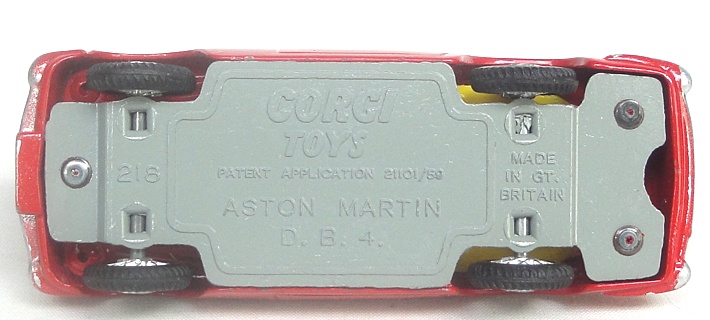 CORGI
TOYS
PATENT APPLICATION 21101/59
ASTON MARTIN
D. B. 4.
218
MADE
IN GT.
BRITAIN